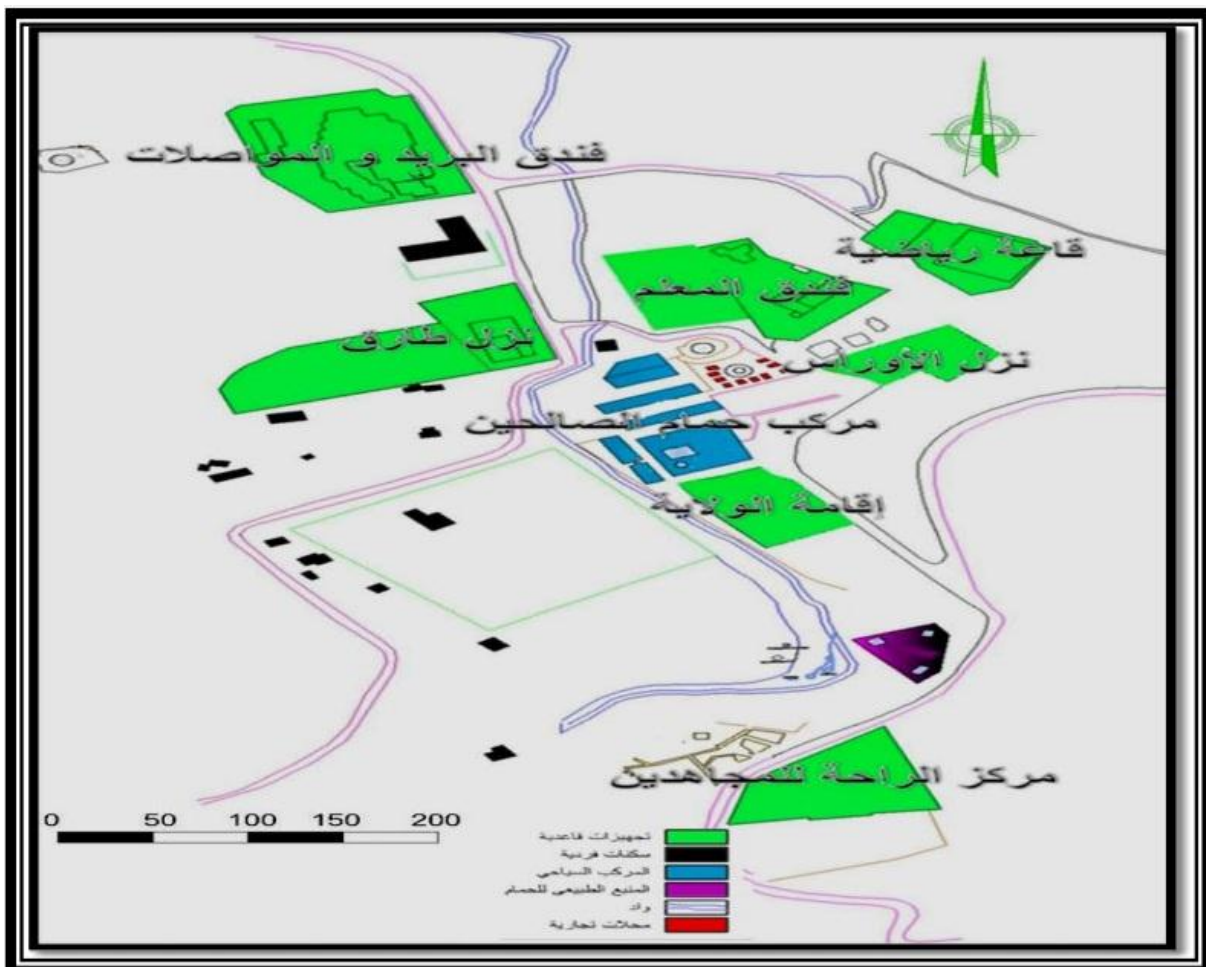 فندق البريد و المواصلات
قاعة رياضية
فندق المعلم
نزل طارق
نزل الأوراس
مركب حمام الصالحين
إقامة الولاية
مركز الراحة للمجاهدين
0 50 100 150 200
تجهيزات قاعدية
سكنات فردية
المركب السياحي
المنبع الطبيعي للحمام
واد
محلات تجارية